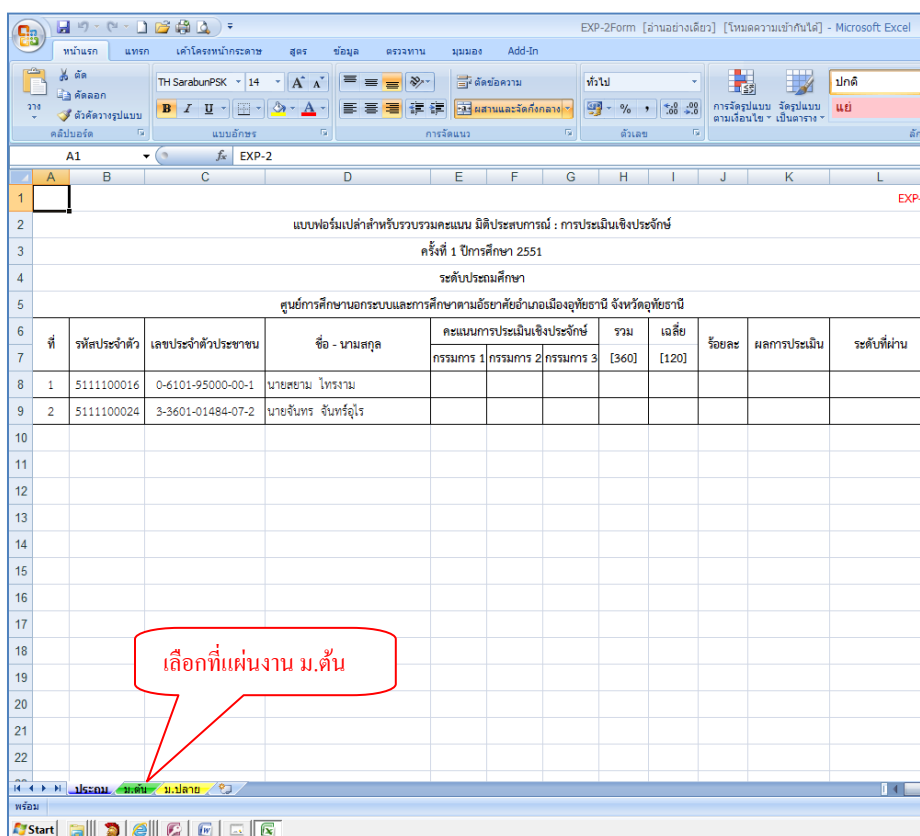 EXP-2Form [อ่านอย่างเดียว] [โหมดความเข้ากันได้] - Microsoft Excel
หน้าแรก แทรก เค้าโครงหน้ากระดาษ สูตร ข้อมูล ตรวจทาน มุมมอง Add-In
วาง
ตัด
คัดลอก
ตัวคัดวางรูปแบบ
TH SarabunPSK 14
B I U
ตัดข้อความ
ผสานและจัดกึ่งกลาง
ทั่วไป
การจัดรูปแบบตามเงื่อนไข
จัดรูปแบบเป็นตาราง
ปกติ
แย่
คลิปบอร์ด แบบอักษร การจัดแนว ตัวเลข
A1 fx EXP-2
A B C D E F G H I J K L
1 EXP-
2 แบบฟอร์มเปล่าสำหรับรวบรวมคะแนน มิติประสบการณ์ : การประเมินเชิงประจักษ์
3 ครั้งที่ 1 ปีการศึกษา 2551
4 ระดับประถมศึกษา
5 ศูนย์การศึกษานอกระบบและการศึกษาตามอัธยาศัยอำเภอเมืองอุทัยธานี จังหวัดอุทัยธานี
6 ที่ รหัสประจำตัว เลขประจำตัวประชาชน ชื่อ - นามสกุล คะแนนการประเมินเชิงประจักษ์ รวม เฉลี่ย ร้อยละ ผลการประเมิน ระดับที่ผ่าน
7 กรรมการ 1 กรรมการ 2 กรรมการ 3 [360] [120]
8 1 5111100016 0-6101-95000-00-1 นายสยาม ไทรงาม
9 2 5111100024 3-3601-01484-07-2 นายจันทร จันทร์อุไร
10
11
12
13
14
15
16
17
18
เลือกที่แผ่นงาน ม.ต้น
19
20
21
22
ประถม ม.ต้น ม.ปลาย
พร้อม
Start